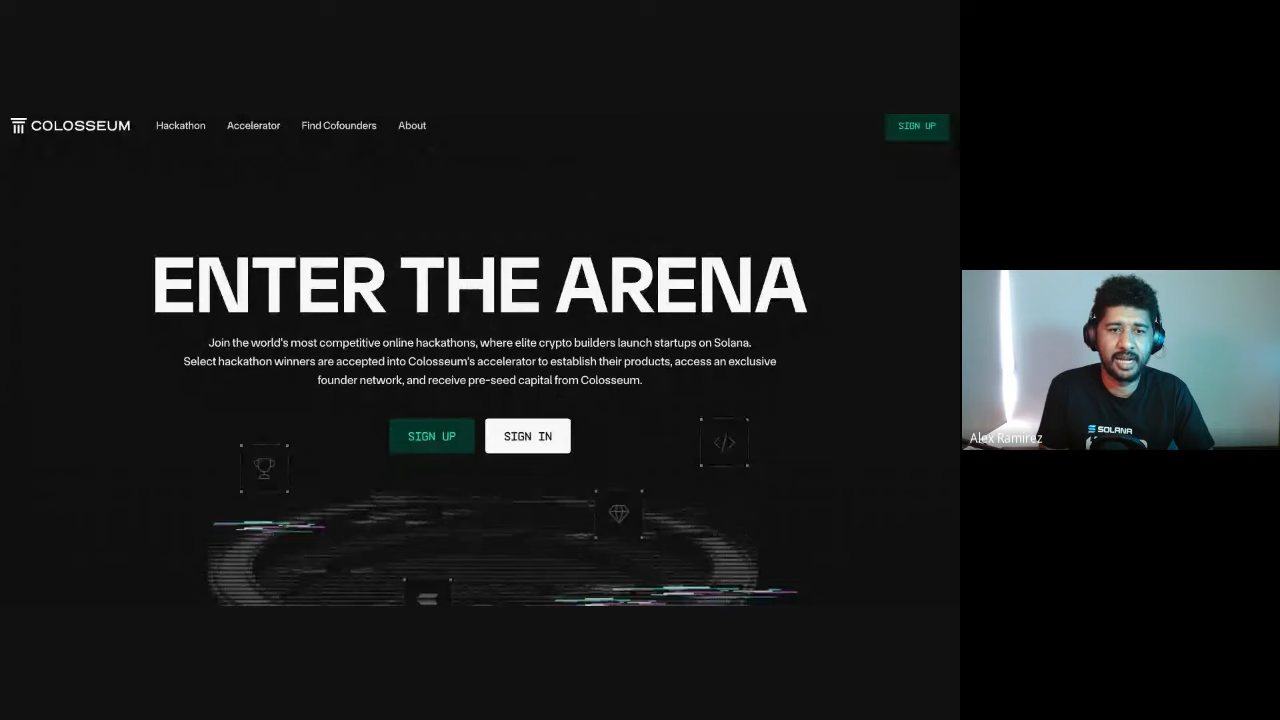 COLOSSEUM
Hackathon
Accelerator
Find Cofounders
About
SIGN UP
ENTER THE ARENA
Join the world's most competitive online hackathons, where elite crypto builders launch startups on Solana.
Select hackathon winners are accepted into Colosseum's accelerator to establish their products, access an exclusive
founder network, and receive pre-seed capital from Colosseum.
SIGN UP
SIGN IN
SOLANA
Alex Ramirez